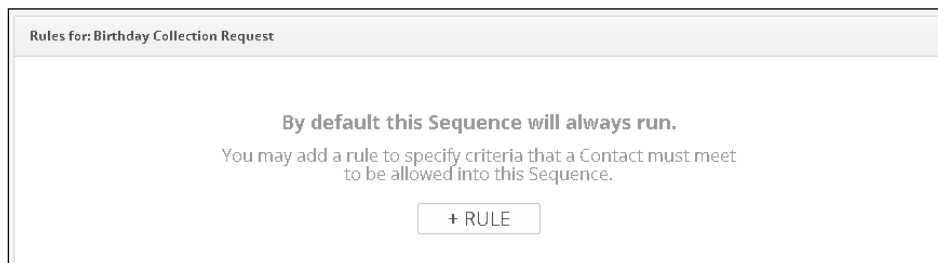 Rules for: Birthday Collection Request
By default this Sequence will always run.
You may add a rule to specify criteria that a Contact must meet
to be allowed into this Sequence.
+ RULE